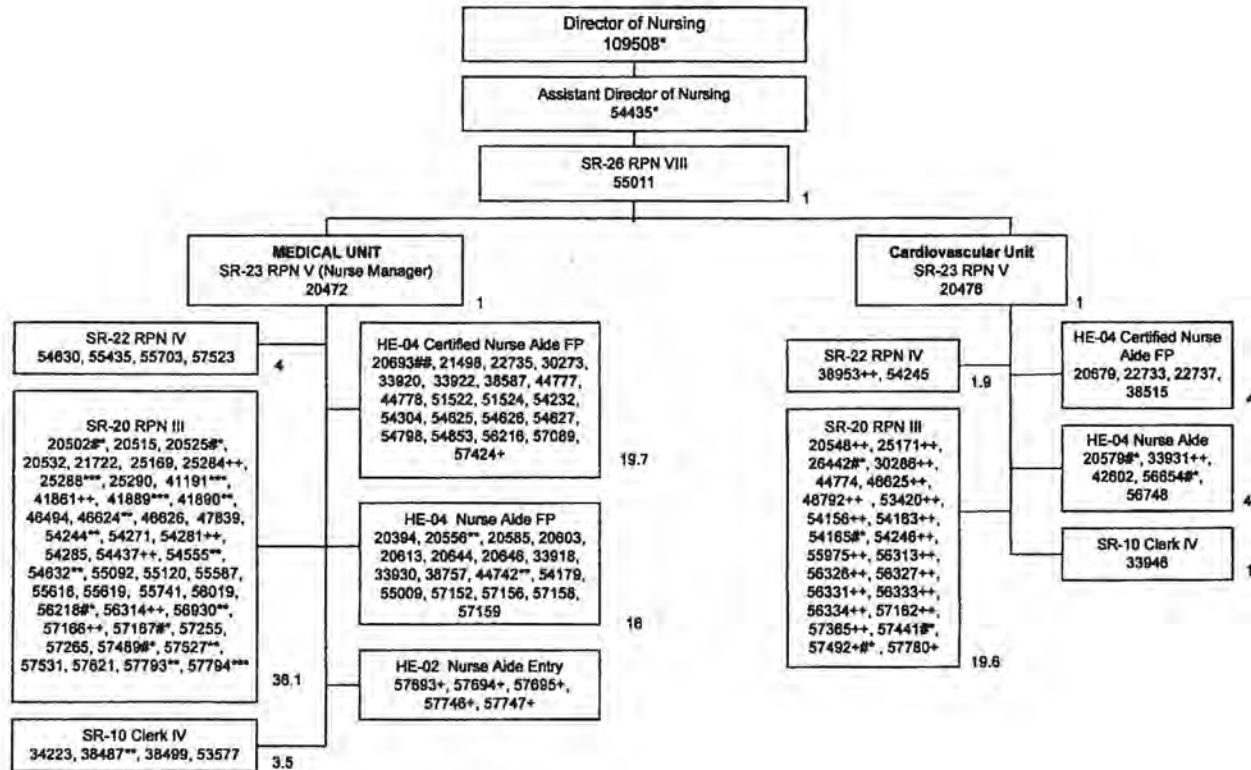 Director of Nursing
109508*
Assistant Director of Nursing
54435*
SR-26 RPN VIII
55011
1
MEDICAL UNIT
SR-23 RPN V (Nurse Manager)
20472
1
SR-22 RPN IV
54630, 55435, 55703, 57523
4
SR-20 RPN III
20502#*, 20515, 20525#*,
20532, 21722, 25169, 25284++,
25288***, 25290, 41191***,
41861++, 41889***, 41890**,
46494, 46624**, 46626, 47839,
54244**, 54271, 54281++,
54285, 54437++, 54555**,
54632**, 55092, 55120, 55587,
55618, 55619, 55741, 56019,
56218#*, 56314++, 56930**,
57166++, 57167#*, 57255,
57265, 57489#*, 57527**,
57531, 57621, 57793**, 57794***
36.1
SR-10 Clerk IV
34223, 38487**, 38499, 53577
3.5
HE-04 Certified Nurse Aide FP
20693##, 21498, 22735, 30273,
33920, 33922, 38587, 44777,
44778, 51522, 51524, 54232,
54304, 54625, 54626, 54627,
54798, 54853, 56216, 57089,
57424+
19.7
HE-04 Nurse Aide FP
20394, 20556**, 20585, 20603,
20613, 20644, 20646, 33918,
33930, 38757, 44742**, 54179,
55009, 57152, 57156, 57158,
57159
16
HE-02 Nurse Aide Entry
57693+, 57694+, 57695+,
57746+, 57747+
Cardiovascular Unit
SR-23 RPN V
20476
1
SR-22 RPN IV
38953++, 54245
1.9
SR-20 RPN III
20548++, 25171++,
26442#*, 30286++,
44774, 46625++,
46792++, 53420++,
54156++, 54163++,
54165#*, 54246++,
55975++, 56313++,
56326++, 56327++,
56331++, 56333++,
56334++, 57162++,
57365++, 57441#*,
57492+#*, 57780+
19.6
HE-04 Certified Nurse
Aide FP
20679, 22733, 22737,
38515
4
HE-04 Nurse Aide
20579#*, 33931++,
42602, 56654#*,
56748
4
SR-10 Clerk IV
33946
1